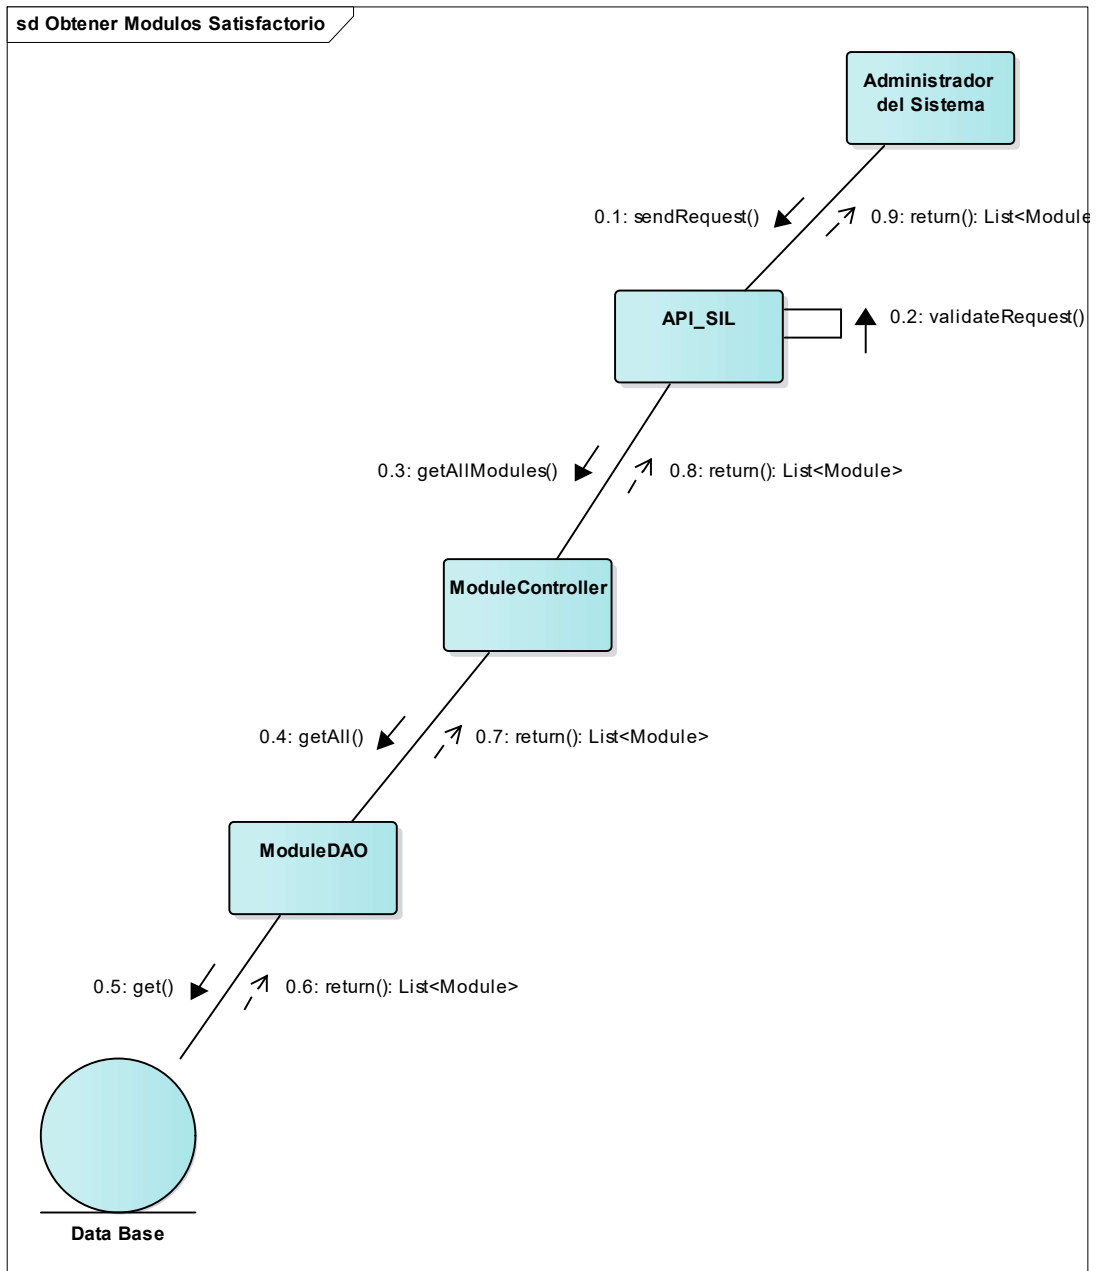 sd Obtener Modulos Satisfactorio
Administrador
del Sistema
0.1: sendRequest()
0.9: return(): List<Module
API_SIL
0.2: validateRequest()
0.3: getAllModules()
0.8: return(): List<Module>
ModuleController
0.4: getAll()
0.7: return(): List<Module>
ModuleDAO
0.5: get()
0.6: return(): List<Module>
Data Base